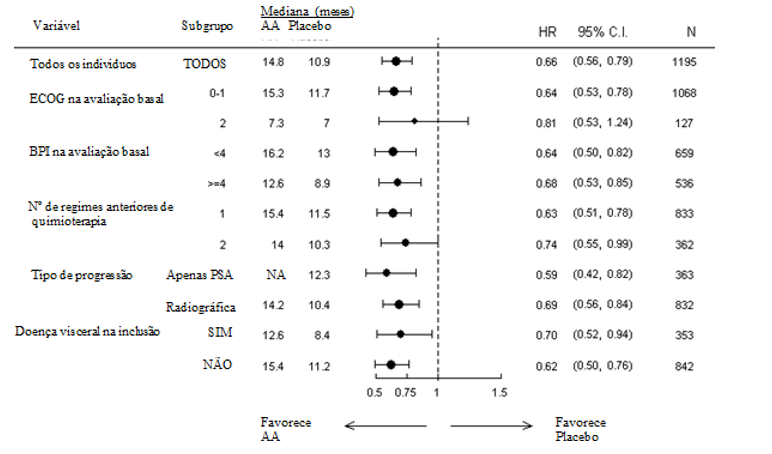 Mediana (meses)
Variável Subgrupo AA Placebo
HR 95% C.I. N
Todos os individuos TODOS 14.8 10.9 0.66 (0.56, 0.79) 1195
ECOG na avaliação basal 0-1 15.3 11.7 0.64 (0.53, 0.78) 1068
2 7.3 7 0.81 (0.53, 1.24) 127
BPI na avaliação basal <4 16.2 13 0.64 (0.50, 0.82) 659
>=4 12.6 8.9 0.68 (0.53, 0.85) 536
Nº de regimes anteriores de
quimioterapia 1 15.4 11.5 0.63 (0.51, 0.78) 833
2 14 10.3 0.74 (0.55, 0.99) 362
Tipo de progressão Apenas PSA NA 12.3 0.59 (0.42, 0.82) 363
Radiográfica 14.2 10.4 0.69 (0.56, 0.84) 832
Doença visceral na inclusão SIM 12.6 8.4 0.70 (0.52, 0.94) 353
NÃO 15.4 11.2 0.62 (0.50, 0.76) 842
0.5 0.75 1 1.5
Favorece
AA
Favorece
Placebo